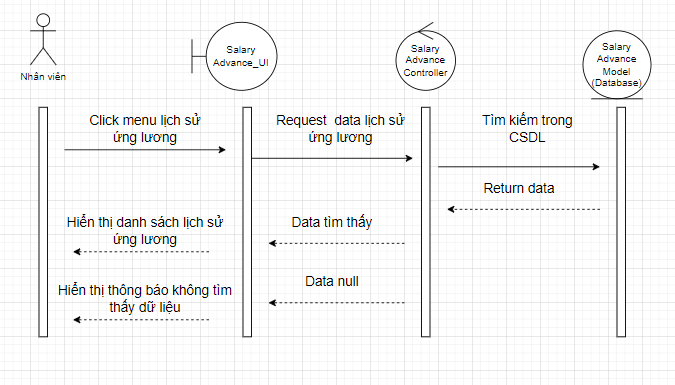 Nhân viên
Salary
Advance_UI
Salary
Advance
Controller
Salary
Advance
Model
(Database)
Click menu lịch sử
ứng lương
Request data lịch sử
ứng lương
Tìm kiếm trong
CSDL
Return data
Hiển thị danh sách lịch sử
ứng lương
Data tìm thấy
Hiển thị thông báo không tìm
thấy dữ liệu
Data null